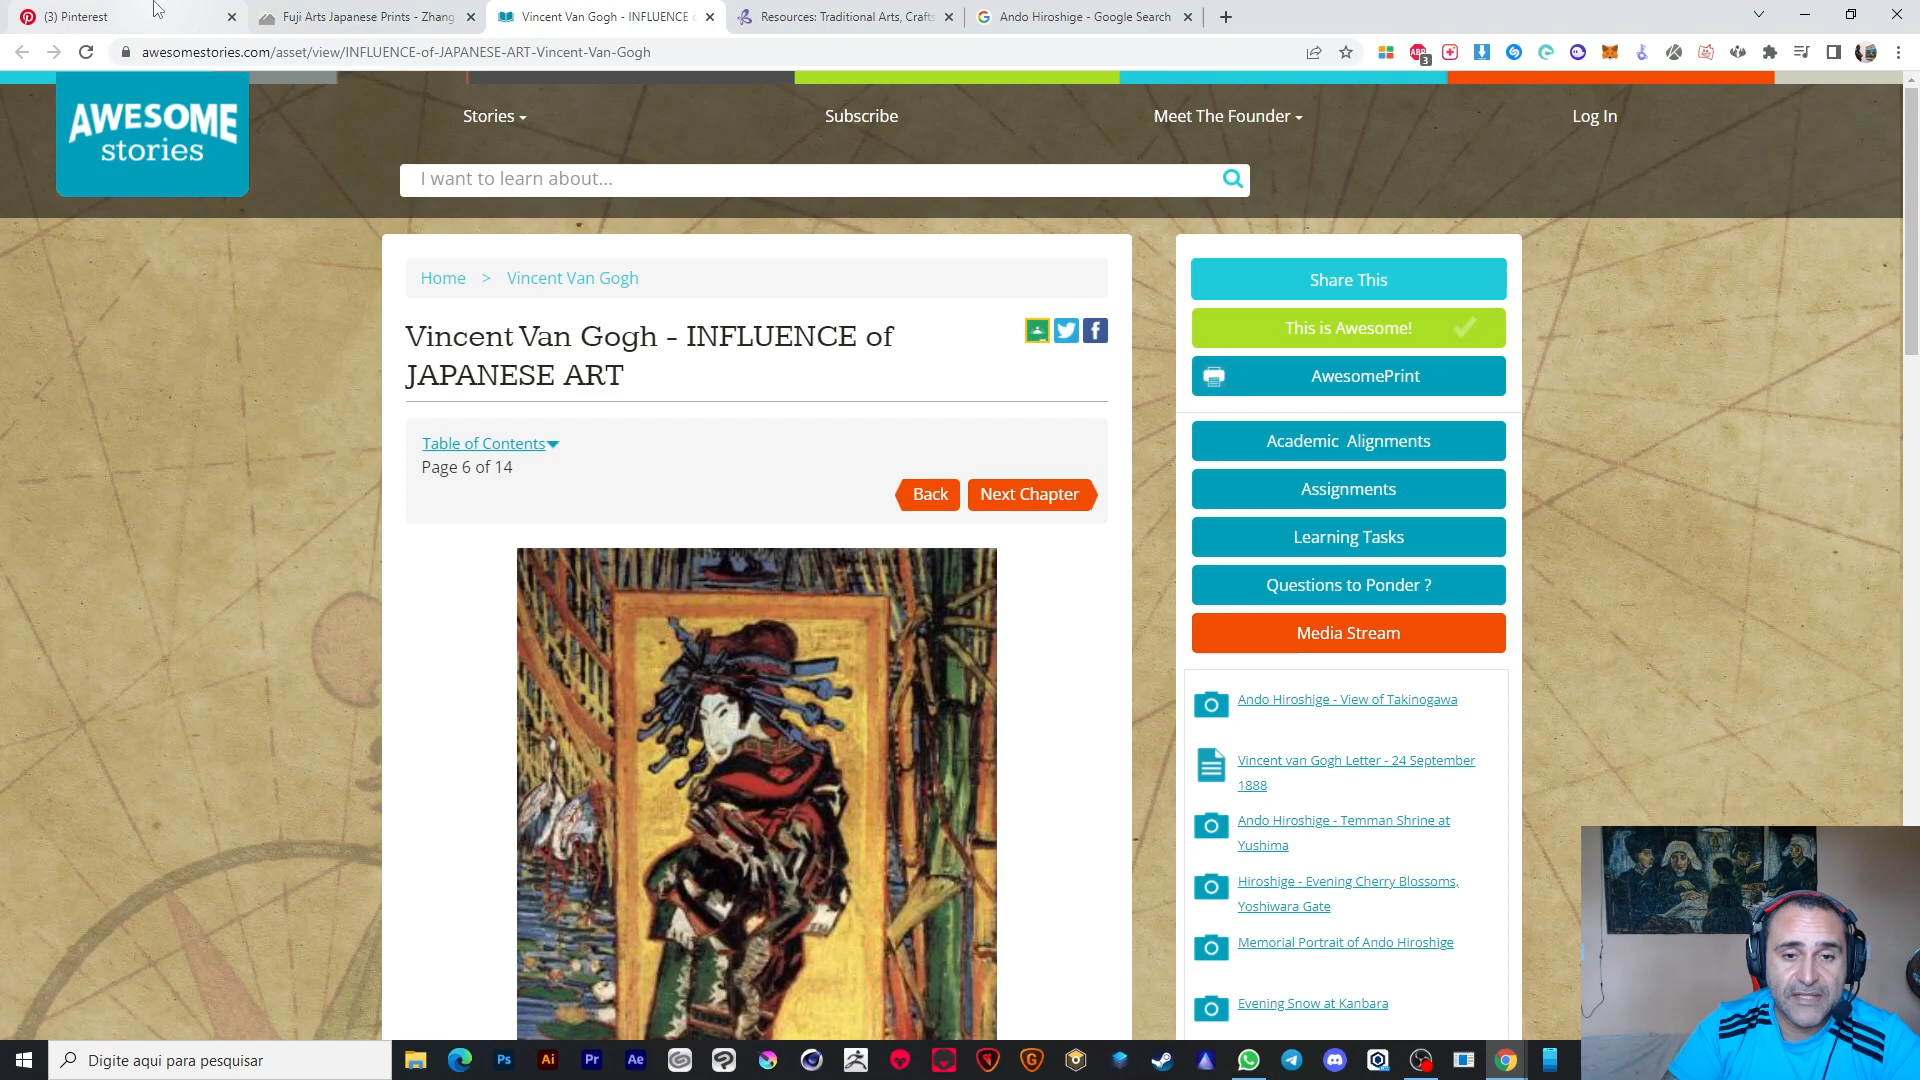 (3) Pinterest
Fuji Arts Japanese Prints - Zhang
Vincent Van Gogh - INFLUENCE o
Resources: Traditional Arts, Crafts
Ando Hiroshige - Google Search
awesomestories.com/asset/view/INFLUENCE-of-JAPANESE-ART-Vincent-Van-Gogh
ABP
3
AWESOME
stories
Stories
Subscribe
Meet The Founder
Log In
I want to learn about...
Home > Vincent Van Gogh
Vincent Van Gogh - INFLUENCE of
JAPANESE ART
Table of Contents
Page 6 of 14
Back
Next Chapter
Share This
This is Awesome!
AwesomePrint
Academic Alignments
Assignments
Learning Tasks
Questions to Ponder ?
Media Stream
Ando Hiroshige - View of Takinogawa
Vincent van Gogh Letter - 24 September
1888
Ando Hiroshige - Temman Shrine at
Yushima
Hiroshige - Evening Cherry Blossoms,
Yoshiwara Gate
Memorial Portrait of Ando Hiroshige
Evening Snow at Kanbara
Digite aqui para pesquisar
Ps
Ai
Pr
Ae